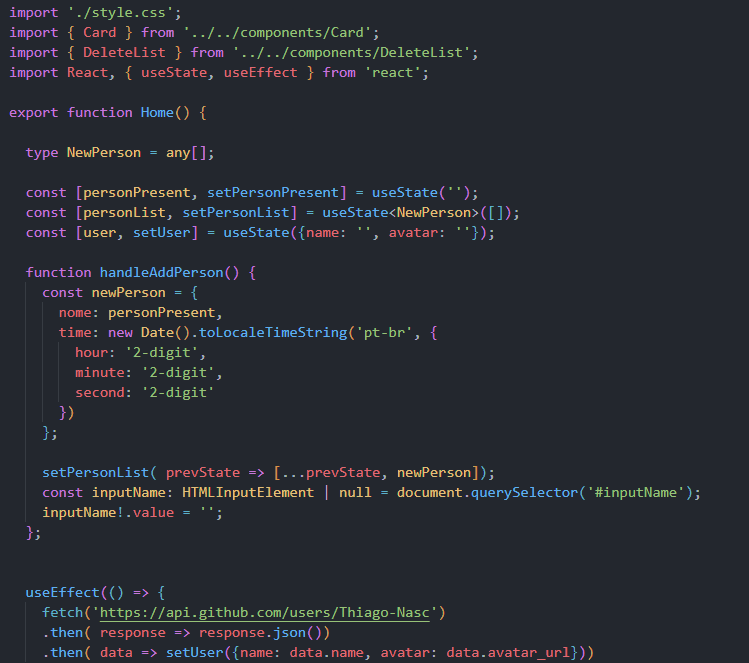 import './style.css';
import { Card } from '../../components/Card';
import { DeleteList } from '../../components/DeleteList';
import React, { useState, useEffect } from 'react';
export function Home() {
type NewPerson = any[];
const [personPresent, setPersonPresent] = useState('');
const [personList, setPersonList] = useState<NewPerson>([]);
const [user, setUser] = useState({name: '', avatar: ''});
function handleAddPerson() {
const newPerson = {
nome: personPresent,
time: new Date().toLocaleTimeString('pt-br', {
hour: '2-digit',
minute: '2-digit',
second: '2-digit'
})
};
setPersonList( prevState => [...prevState, newPerson]);
const inputName: HTMLInputElement | null = document.querySelector('#inputName');
inputName!.value = '';
};
useEffect(() => {
fetch('https://api.github.com/users/Thiago-Nasc')
.then( response => response.json())
.then( data => setUser({name: data.name, avatar: data.avatar_url}))